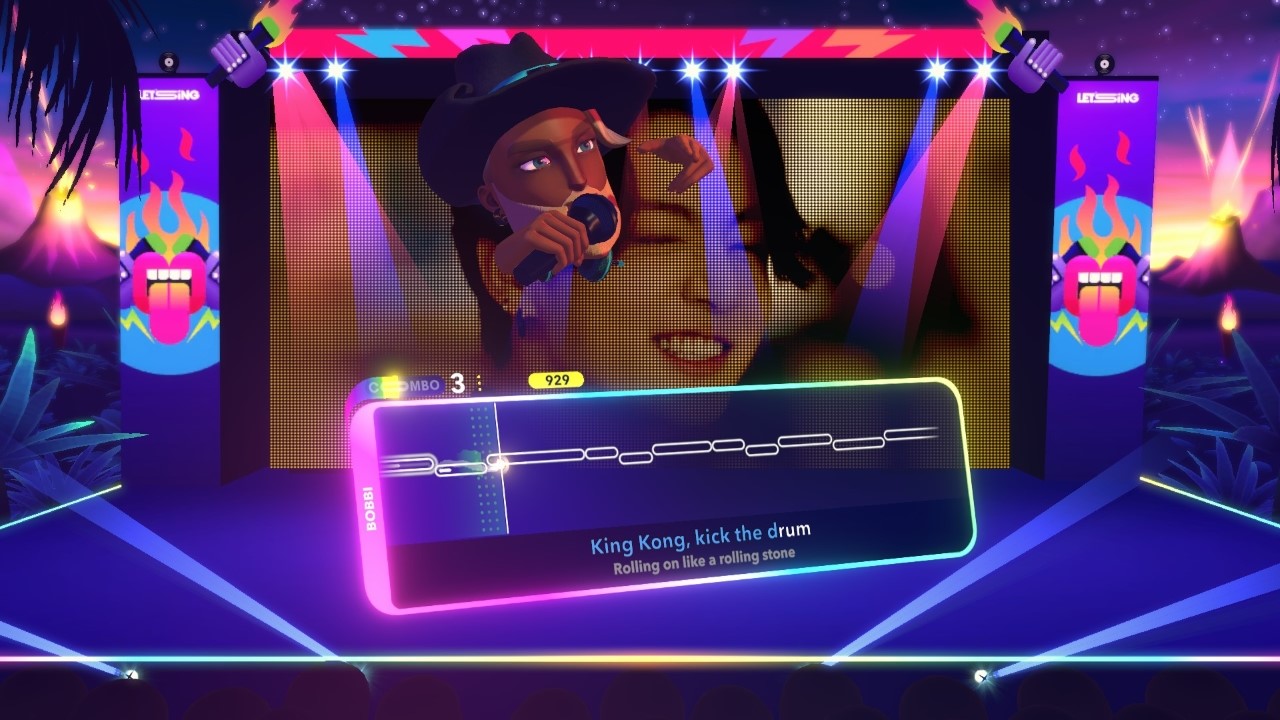 LET'S SiNG
LET'S SiNG
COMBO 3
929
BOBBI
King Kong, kick the drum
Rolling on like a rolling stone